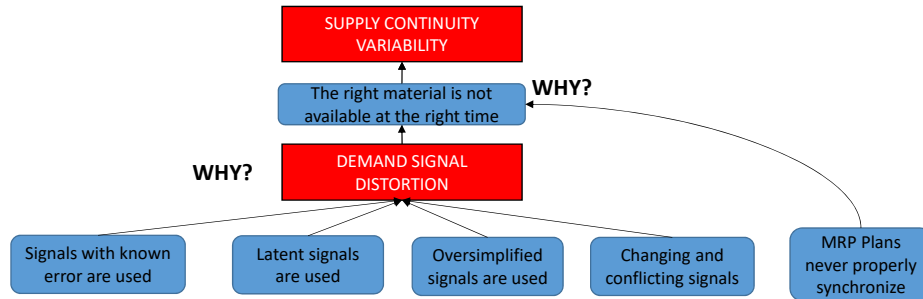 SUPPLY CONTINUITY
VARIABILITY
WHY?
The right material is not
available at the right time
WHY?
DEMAND SIGNAL
DISTORTION
Signals with known
error are used
Latent signals
are used
Oversimplified
signals are used
Changing and
conflicting signals
MRP Plans
never properly
synchronize